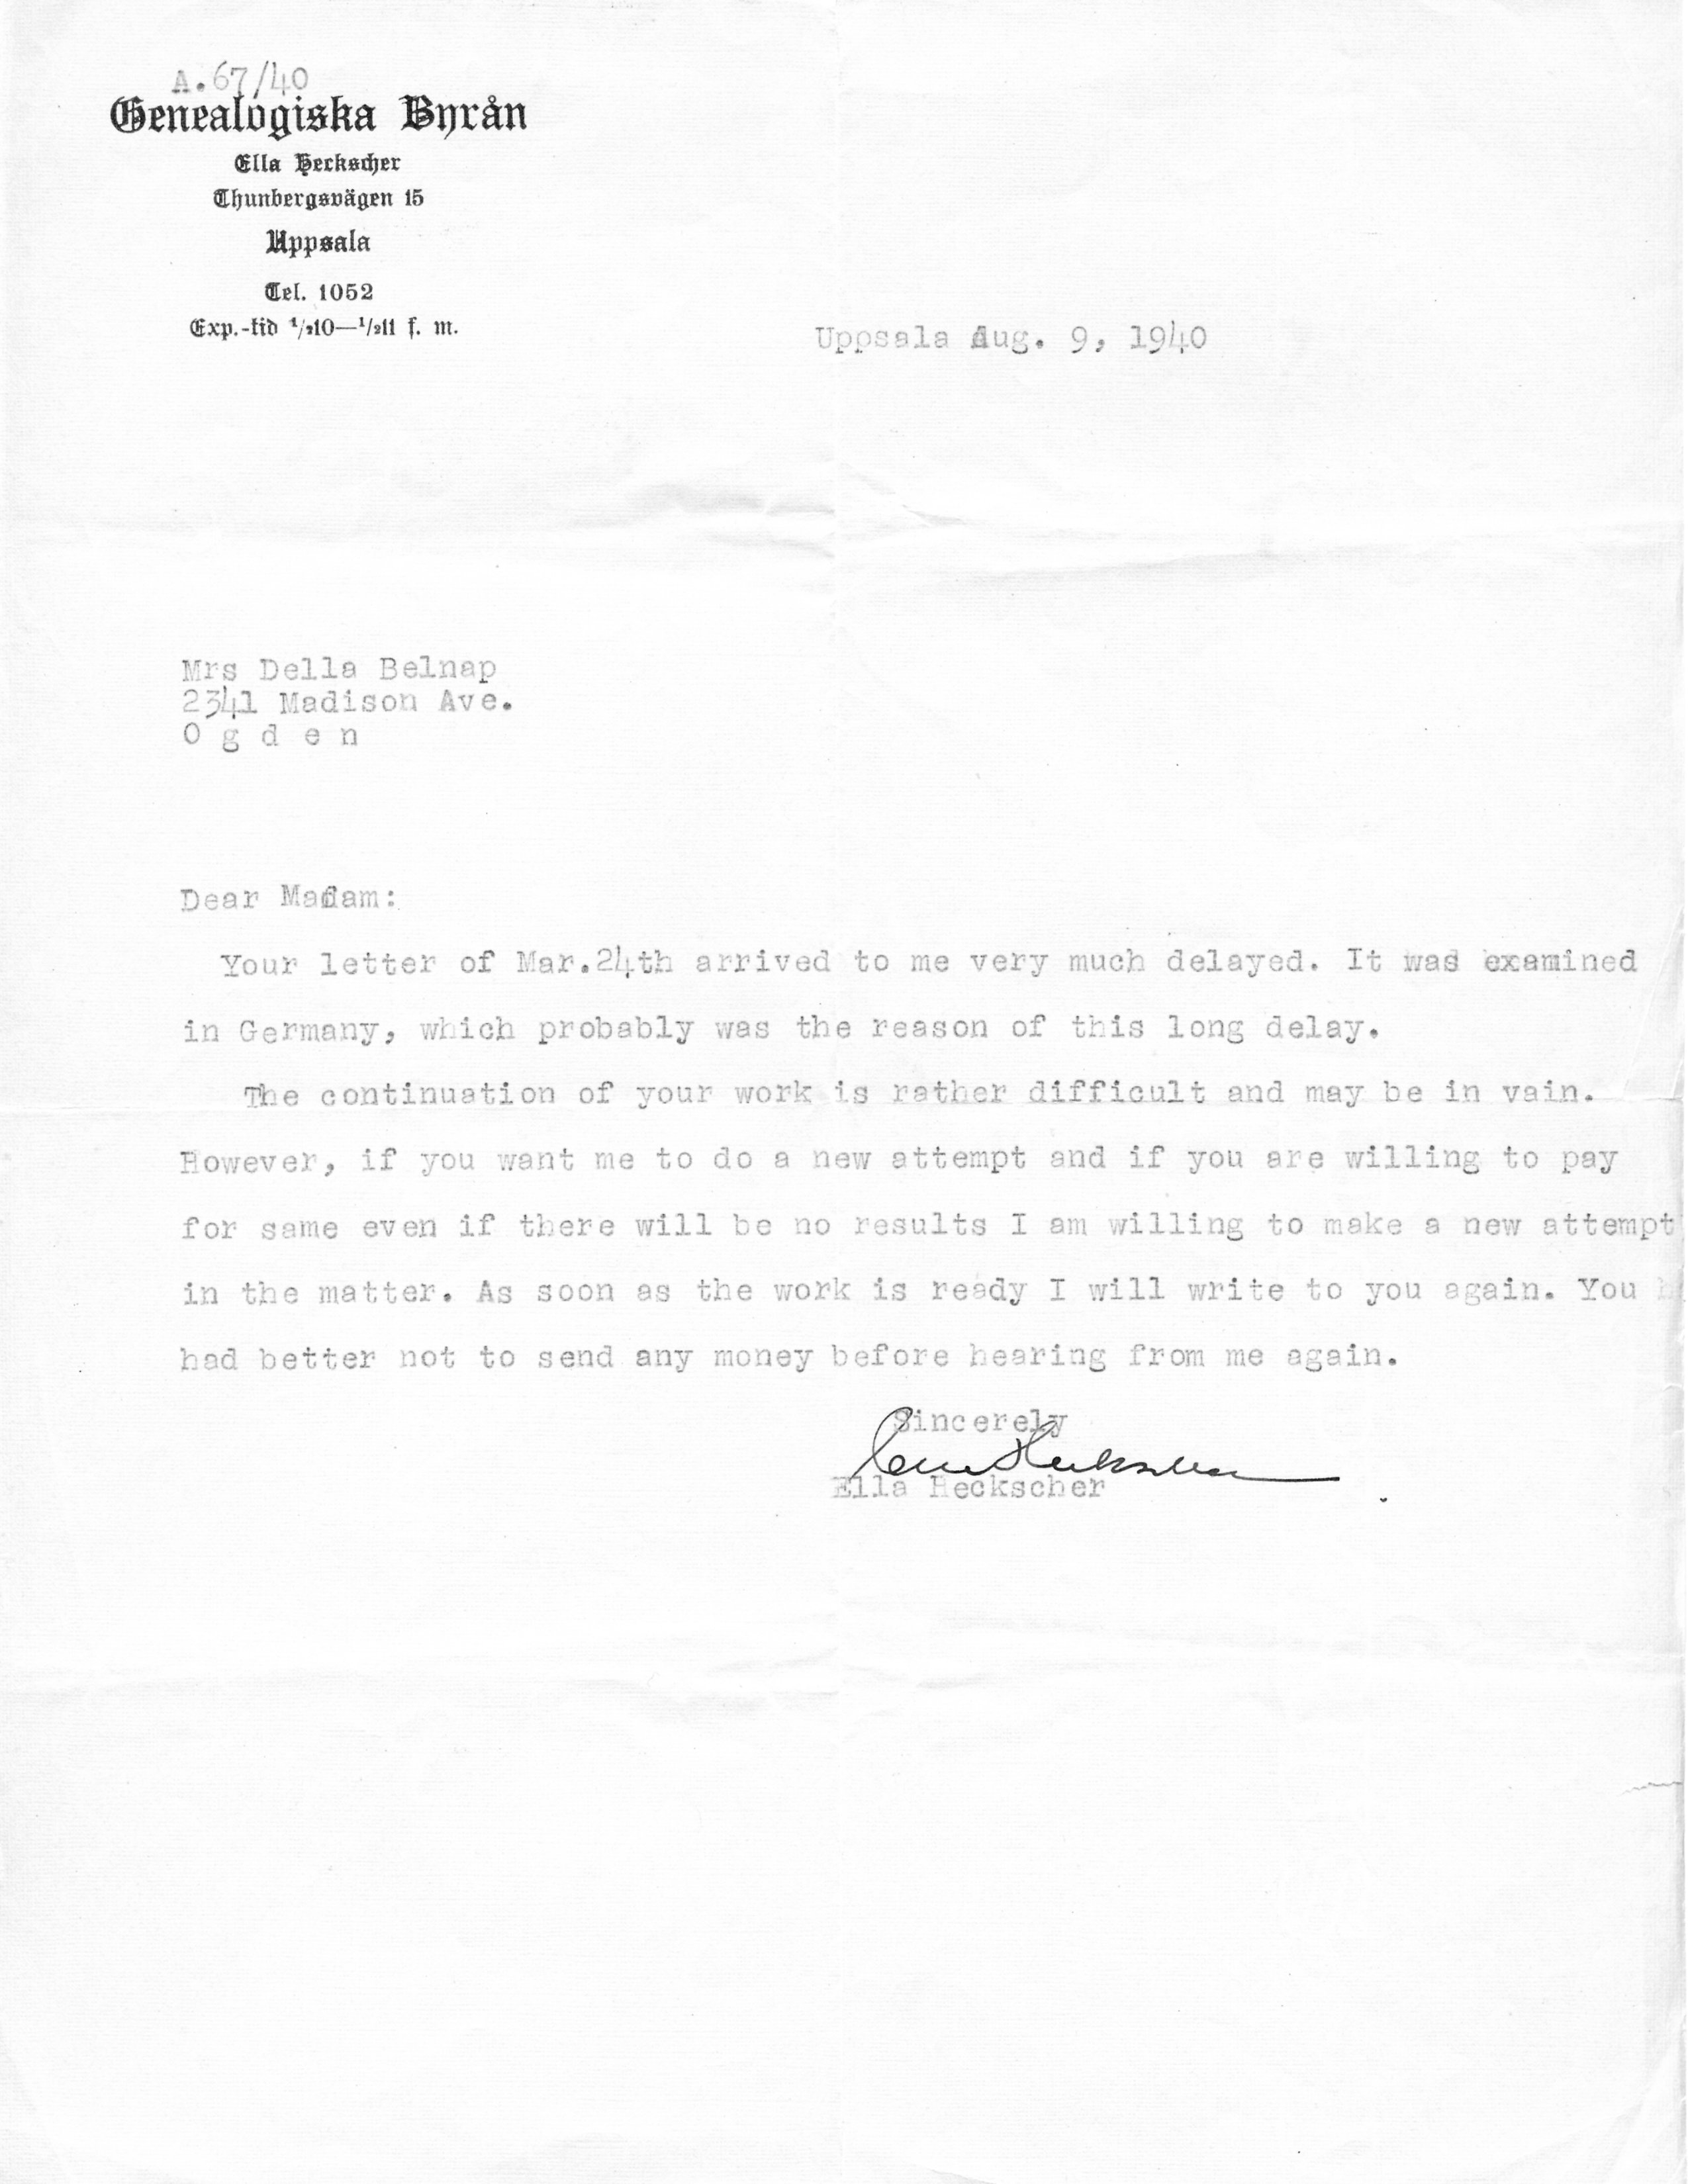 A.67/40
Genealogiska Byrån
Ella Heckscher
Thunbergsvägen 15
Uppsala
Tel. 1052
Exp.-tid 1/210—1/211 f. m.
Uppsala Aug. 9, 1940
Mrs Della Belnap
2341 Madison Ave.
O g d e n
Dear Madam:
Your letter of Mar.24th arrived to me very much delayed. It was examined
in Germany, which probably was the reason of this long delay.
The continuation of your work is rather difficult and may be in vain.
However, if you want me to do a new attempt and if you are willing to pay
for same even if there will be no results I am willing to make a new attempt
in the matter. As soon as the work is ready I will write to you again. You h
had better not to send any money before hearing from me again.
Sincerely
Ella Heckscher
Ella Heckscher